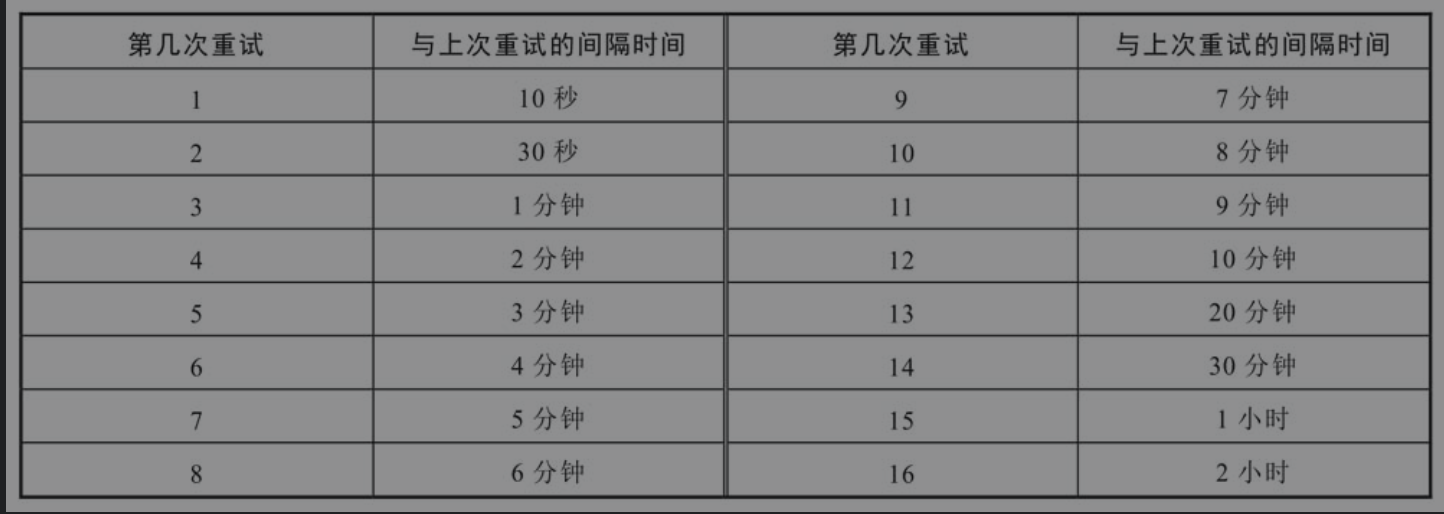 第几次重试 与上次重试的间隔时间 第几次重试 与上次重试的间隔时间
1 10 秒 9 7 分钟
2 30 秒 10 8 分钟
3 1 分钟 11 9 分钟
4 2 分钟 12 10 分钟
5 3 分钟 13 20 分钟
6 4 分钟 14 30 分钟
7 5 分钟 15 1 小时
8 6 分钟 16 2 小时